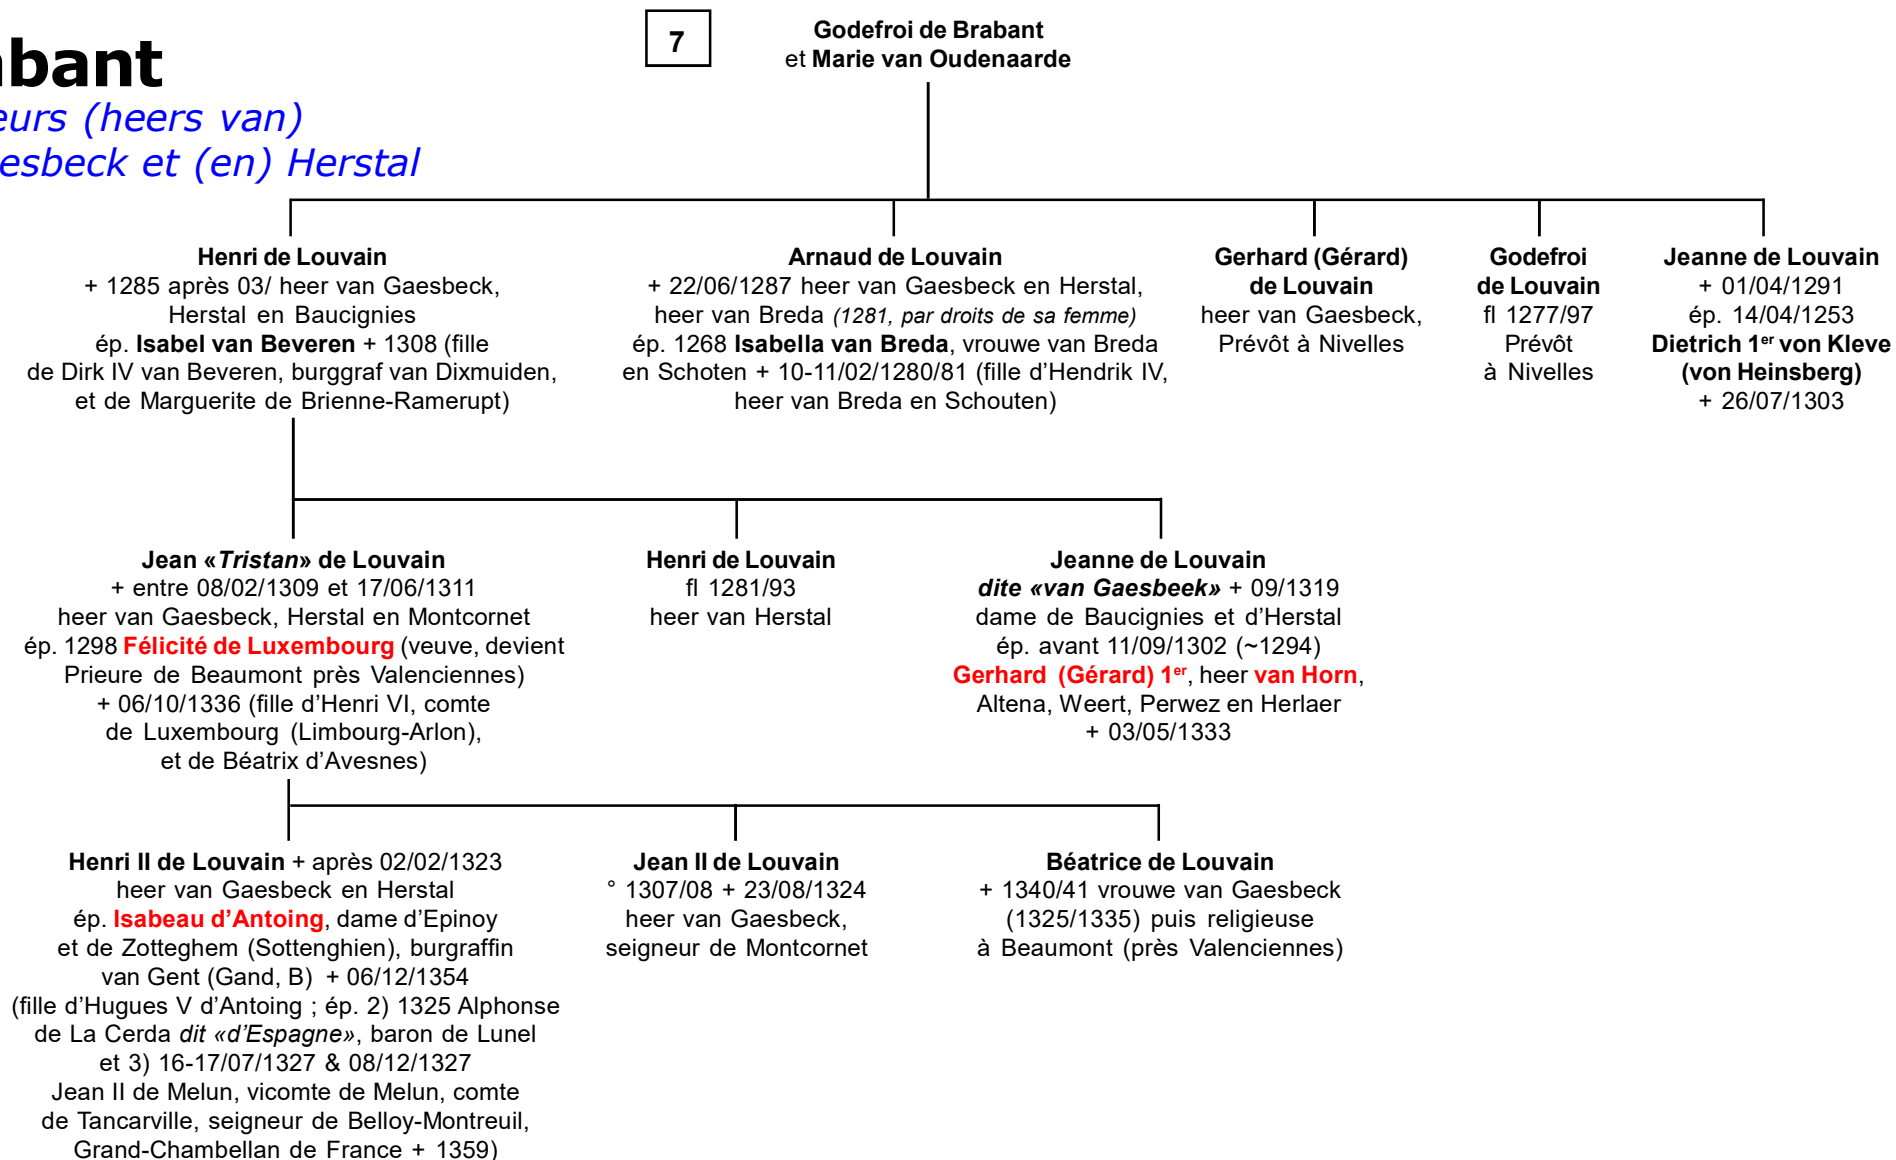 abant
eurs (heers van)
esbeck et (en) Herstal
7
Godefroi de Brabant
et Marie van Oudenaarde
Henri de Louvain
+ 1285 après 03/ heer van Gaesbeck,
Herstal en Baucignies
ép. Isabel van Beveren + 1308 (fille
de Dirk IV van Beveren, burggraf van Dixmuiden,
et de Marguerite de Brienne-Ramerupt)
Arnaud de Louvain
+ 22/06/1287 heer van Gaesbeck en Herstal,
heer van Breda (1281, par droits de sa femme)
ép. 1268 Isabella van Breda, vrouwe van Breda
en Schoten + 10-11/02/1280/81 (fille d’Hendrik IV,
heer van Breda en Schouten)
Gerhard (Gérard)
de Louvain
heer van Gaesbeck,
Prévôt à Nivelles
Godefroi
de Louvain
fl 1277/97
Prévôt
à Nivelles
Jeanne de Louvain
+ 01/04/1291
ép. 14/04/1253
Dietrich 1er von Kleve
(von Heinsberg)
+ 26/07/1303
Jean «Tristan» de Louvain
+ entre 08/02/1309 et 17/06/1311
heer van Gaesbeck, Herstal en Montcornet
ép. 1298 Félicité de Luxembourg (veuve, devient
Prieure de Beaumont près Valenciennes)
+ 06/10/1336 (fille d’Henri VI, comte
de Luxembourg (Limbourg-Arlon),
et de Béatrix d’Avesnes)
Henri de Louvain
fl 1281/93
heer van Herstal
Jeanne de Louvain
dite «van Gaesbeek» + 09/1319
dame de Baucignies et d’Herstal
ép. avant 11/09/1302 (~1294)
Gerhard (Gérard) 1er, heer van Horn,
Altena, Weert, Perwez en Herlaer
+ 03/05/1333
Henri II de Louvain + après 02/02/1323
heer van Gaesbeck en Herstal
ép. Isabeau d’Antoing, dame d’Epinoy
et de Zotteghem (Sottenghien), burgraffin
van Gent (Gand, B) + 06/12/1354
(fille d’Hugues V d’Antoing ; ép. 2) 1325 Alphonse
de La Cerda dit «d’Espagne», baron de Lunel
et 3) 16-17/07/1327 & 08/12/1327
Jean II de Melun, vicomte de Melun, comte
de Tancarville, seigneur de Belloy-Montreuil,
Grand-Chambellan de France + 1359)
Jean II de Louvain
° 1307/08 + 23/08/1324
heer van Gaesbeck,
seigneur de Montcornet
Béatrice de Louvain
+ 1340/41 vrouwe van Gaesbeck
(1325/1335) puis religieuse
à Beaumont (près Valenciennes)